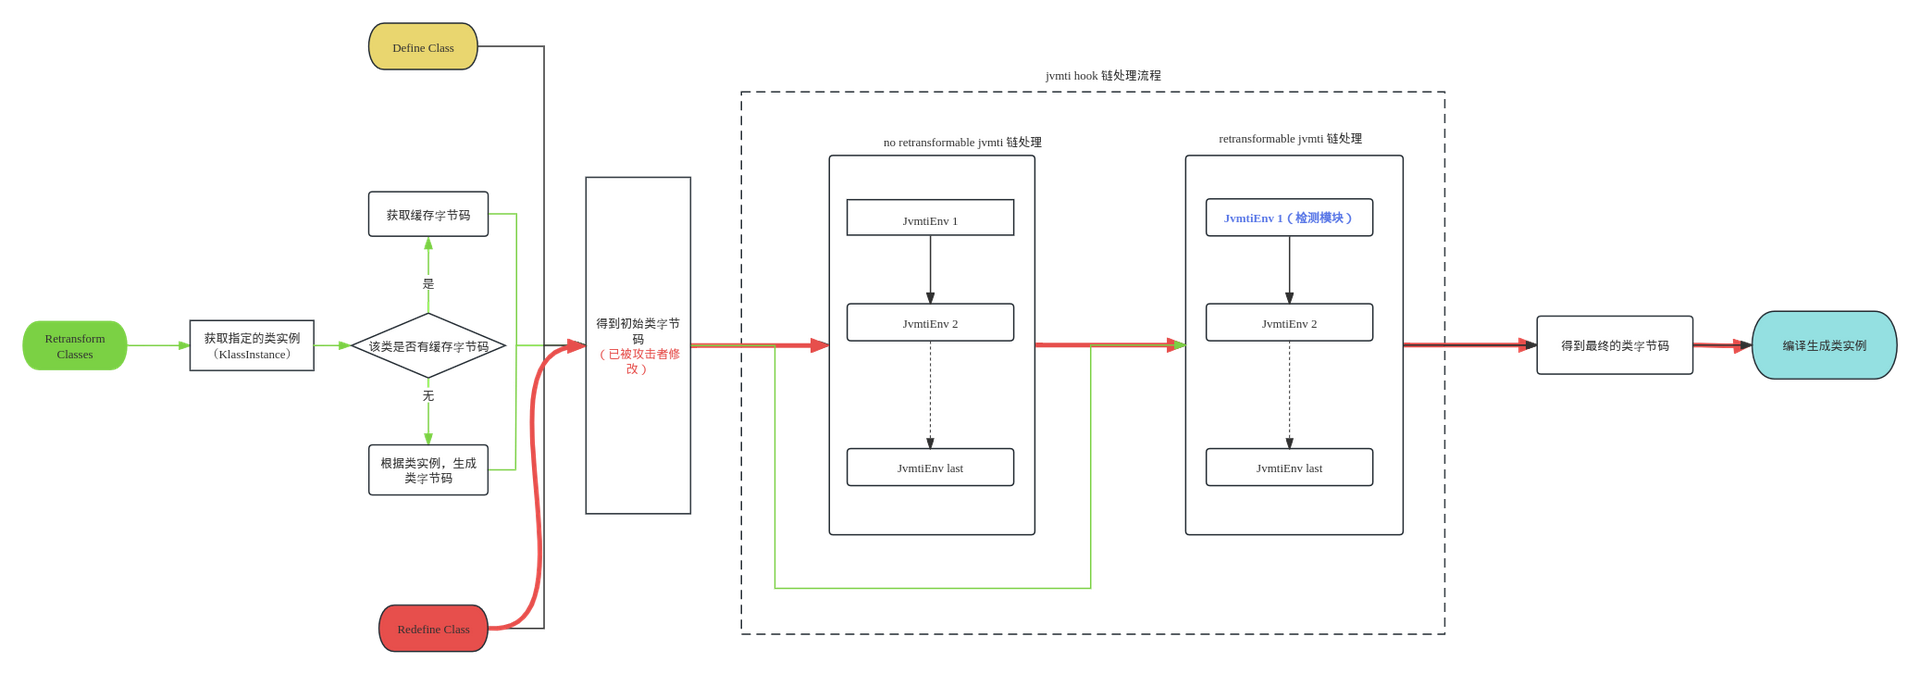 Define Class
jvmti hook 链处理流程
no retransformable jvmti 链处理
retransformable jvmti 链处理
获取缓存字节码
JvmtiEnv 1
JvmtiEnv 1（检测模块）
是
Retransform
Classes
获取指定的类实例
（KlassInstance）
该类是否有缓存字节码
得到初始类字节
码
（已被攻击者修
改）
JvmtiEnv 2
JvmtiEnv 2
得到最终的类字节码
编译生成类实例
无
根据类实例，生成
类字节码
JvmtiEnv last
JvmtiEnv last
Redefine Class